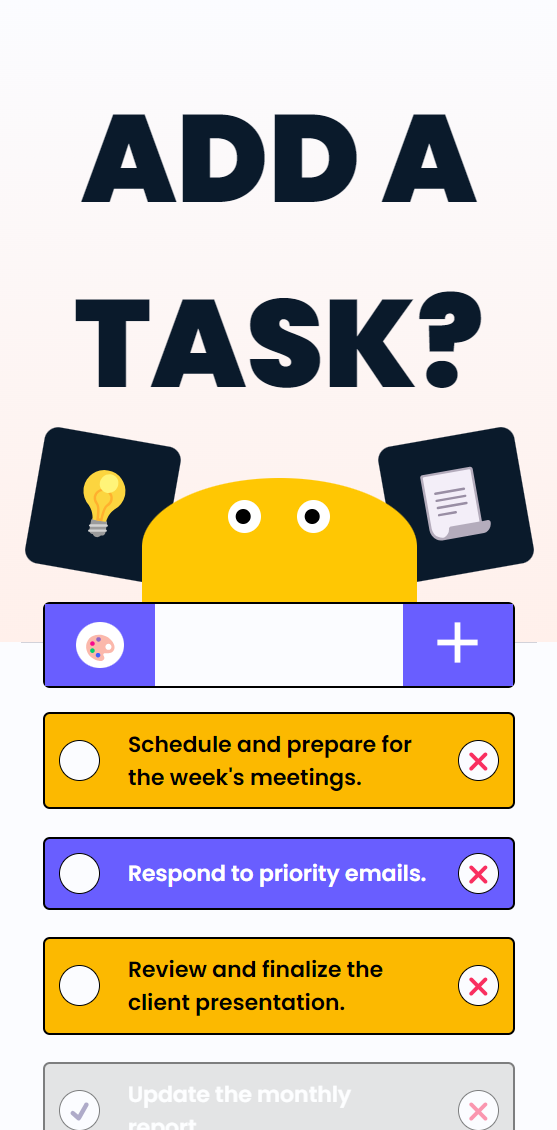 ADD A
TASK?
Schedule and prepare for
the week's meetings.
Respond to priority emails.
Review and finalize the
client presentation.
Update the monthly
report